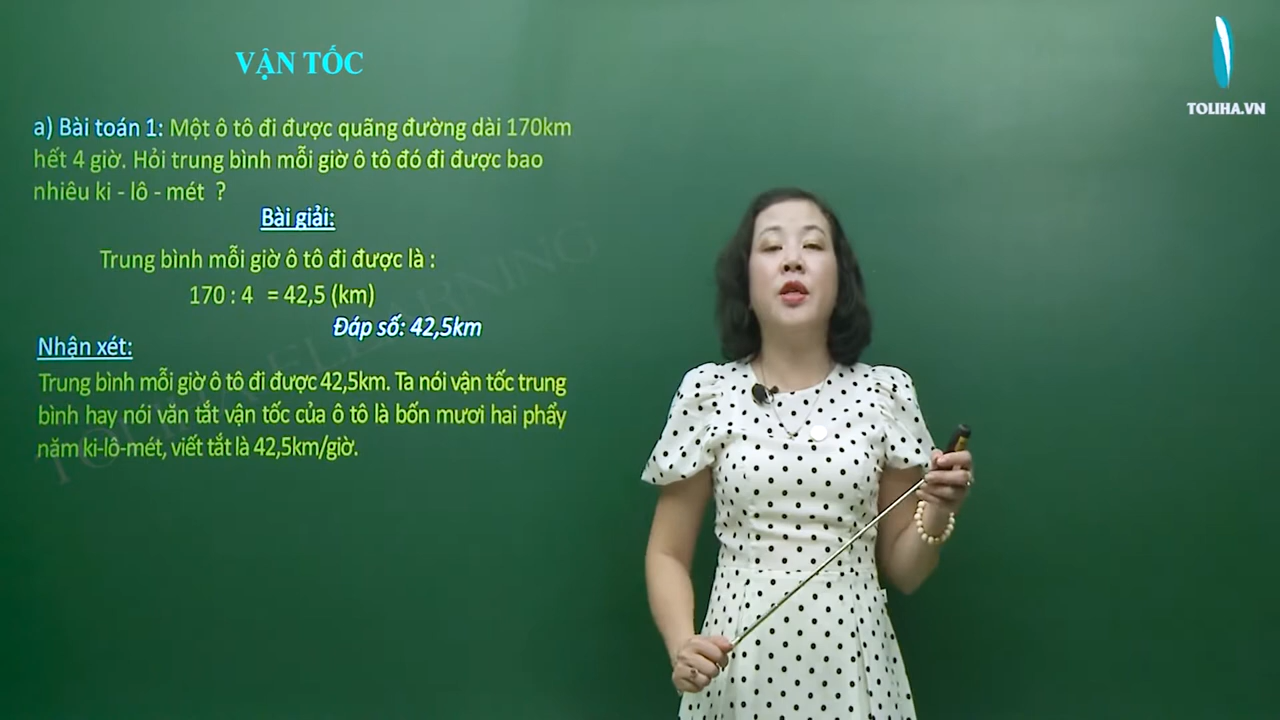 VẬN TỐC
TOLIHA.VN
a) Bài toán 1: Một ô tô đi được quãng đường dài 170km
hết 4 giờ. Hỏi trung bình mỗi giờ ô tô đó đi được bao
nhiêu ki - lô - mét ?
Bài giải:
Trung bình mỗi giờ ô tô đi được là :
170 : 4 = 42,5 (km)
Đáp số: 42,5km
Nhận xét:
Trung bình mỗi giờ ô tô đi được 42,5km. Ta nói vận tốc trung
bình hay nói văn tắt vận tốc của ô tô là bốn mươi hai phẩy
năm ki-lô-mét, viết tắt là 42,5km/giờ.
TOLIHA ELEARNING